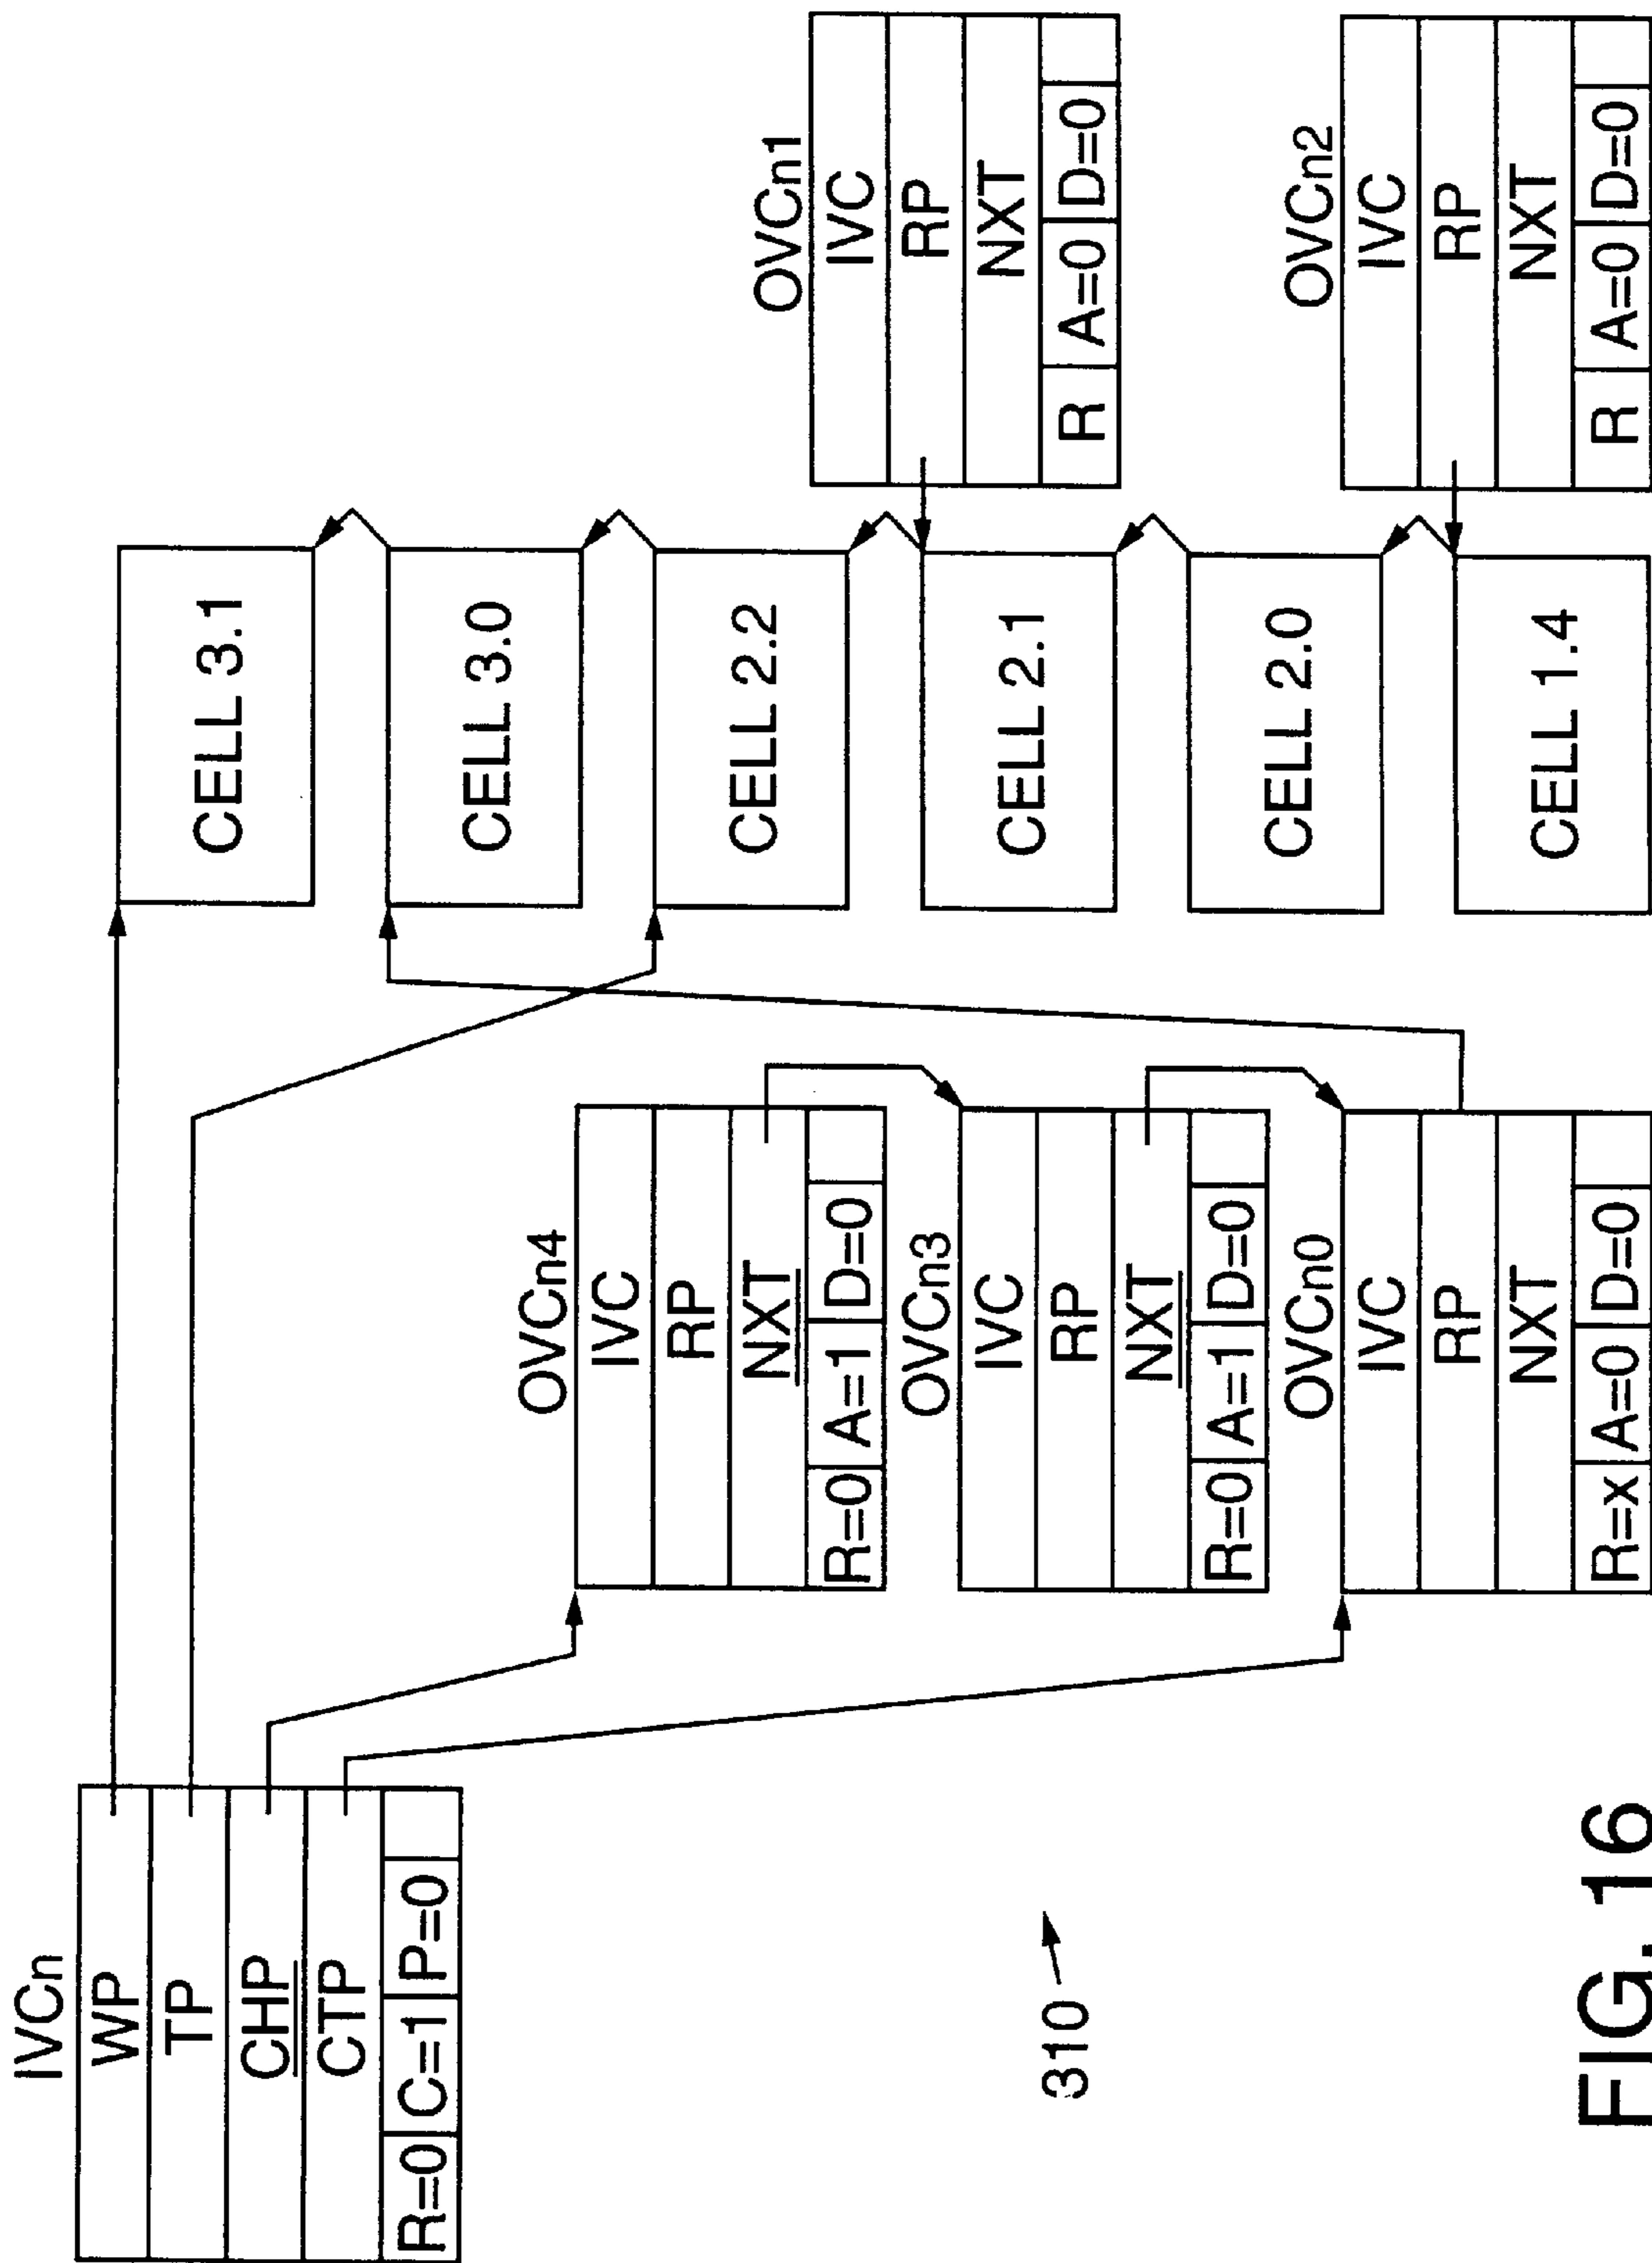 IVCn
WP
TP
CHP
CTP
R=0 C=1 P=0
310
FIG. 16
OVCn4
IVC
RP
NXT
R=0 A=1 D=0
OVCn3
IVC
RP
NXT
R=0 A=1 D=0
OVCn0
IVC
RP
NXT
R=x A=0 D=0
CELL 3.1
CELL 3.0
CELL 2.2
CELL 2.1
CELL 2.0
CELL 1.4
OVCn1
IVC
RP
NXT
R A=0 D=0
OVCn2
IVC
RP
NXT
R A=0 D=0